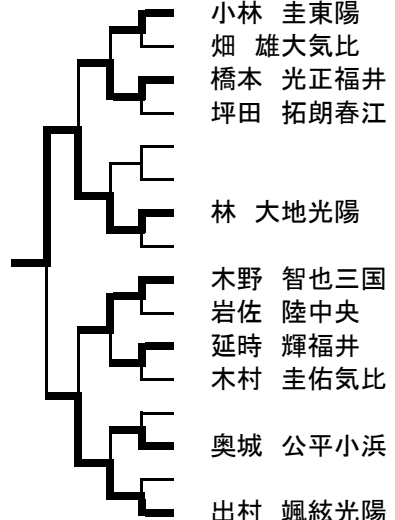 小林 圭東陽
畑 雄大気比
橋本 光正福井
坪田 拓朗春江
林 大地光陽
木野 智也三国
岩佐 陸中央
延時 輝福井
木村 圭佑気比
奥城 公平小浜
出村 颯絃光陽